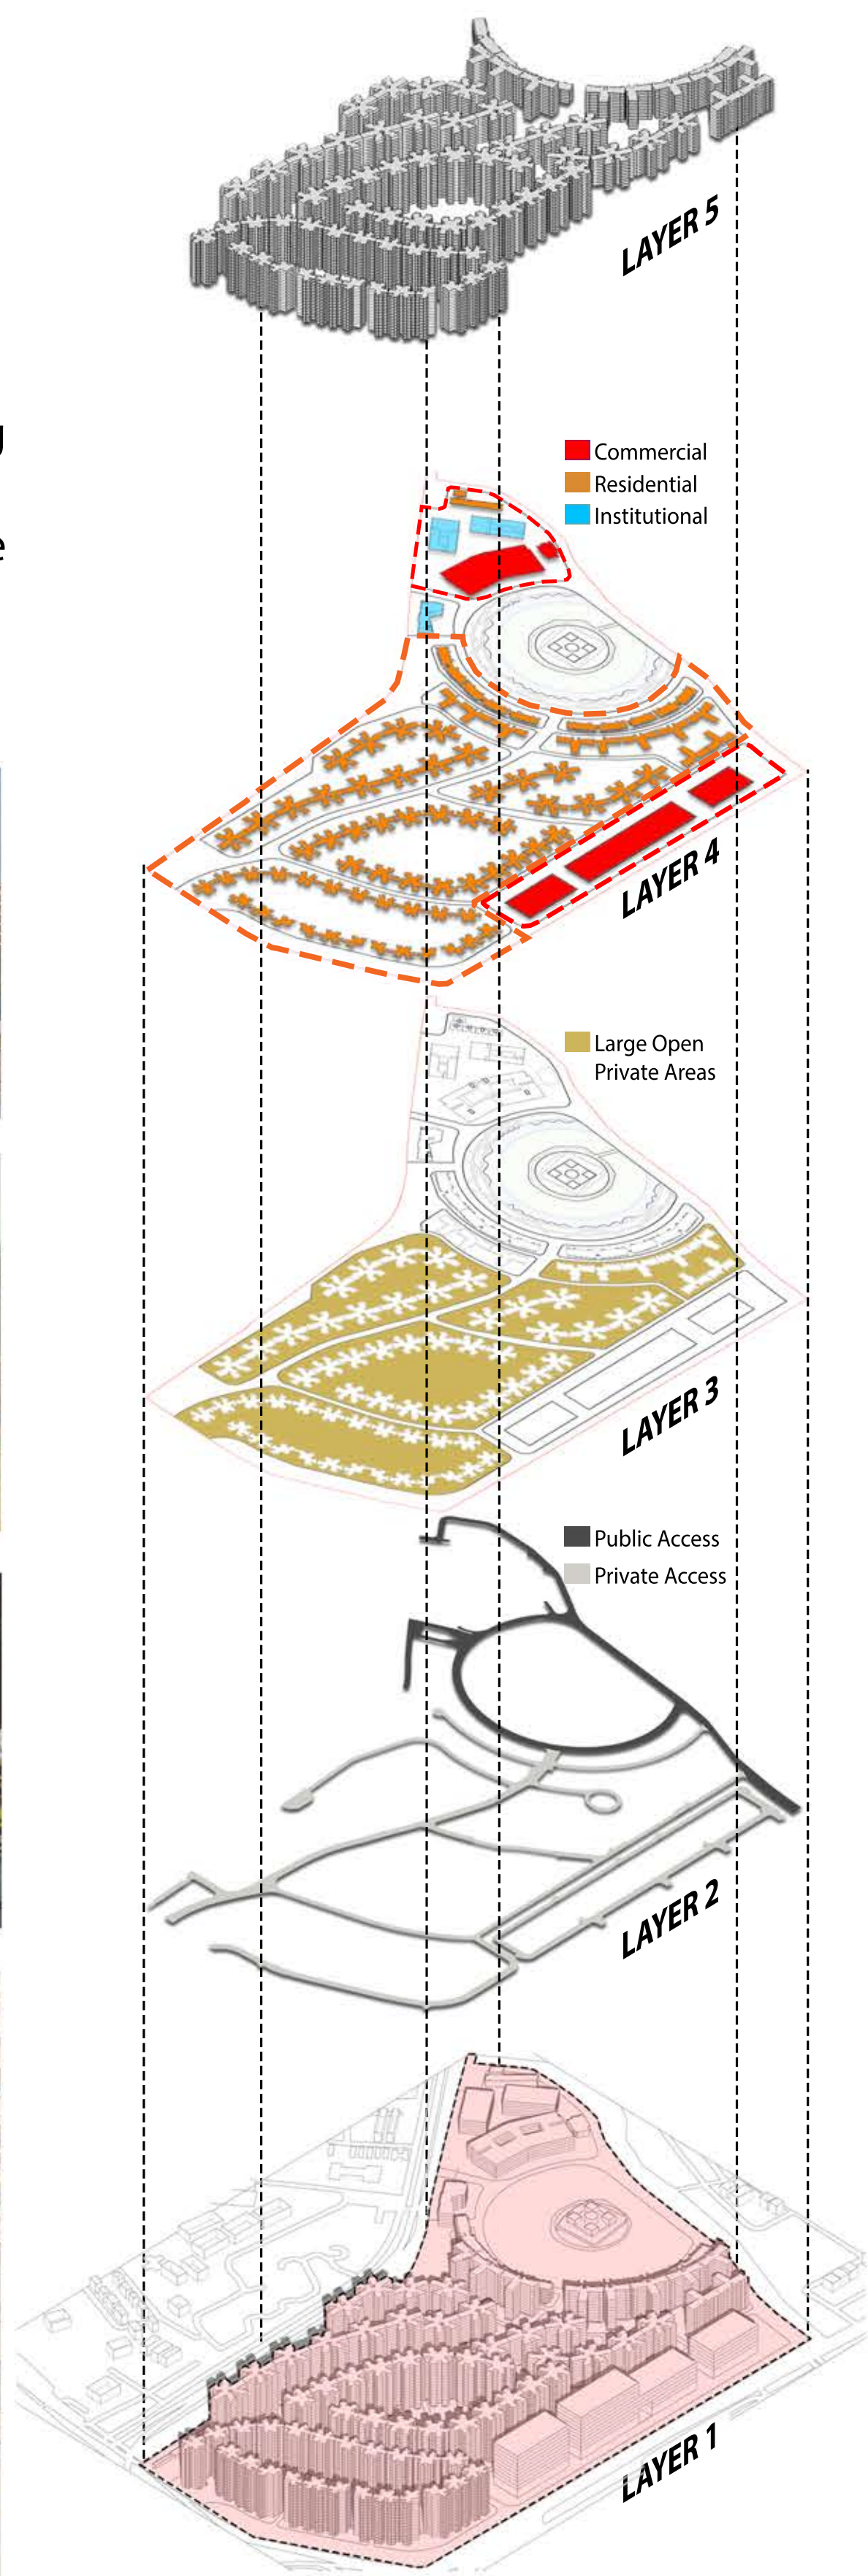 LAYER 5
Commercial
Residential
Institutional
LAYER 4
Large Open
Private Areas
LAYER 3
Public Access
Private Access
LAYER 2
LAYER 1